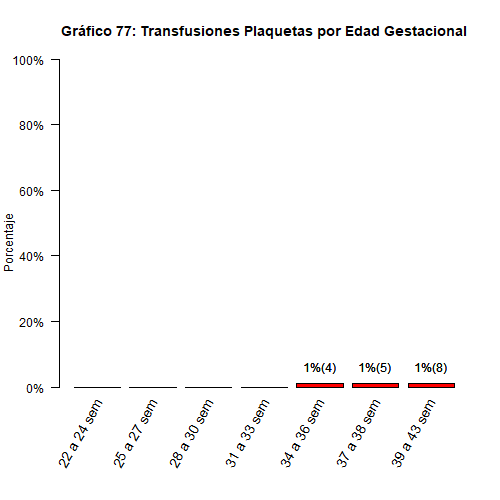 Gráfico 77: Transfusiones Plaquetas por Edad Gestacional
100%
80%
60%
40%
20%
0%
Porcentaje
1%(4)
1%(5)
1%(8)
22 a 24 sem
25 a 27 sem
28 a 30 sem
31 a 33 sem
34 a 36 sem
37 a 38 sem
39 a 43 sem